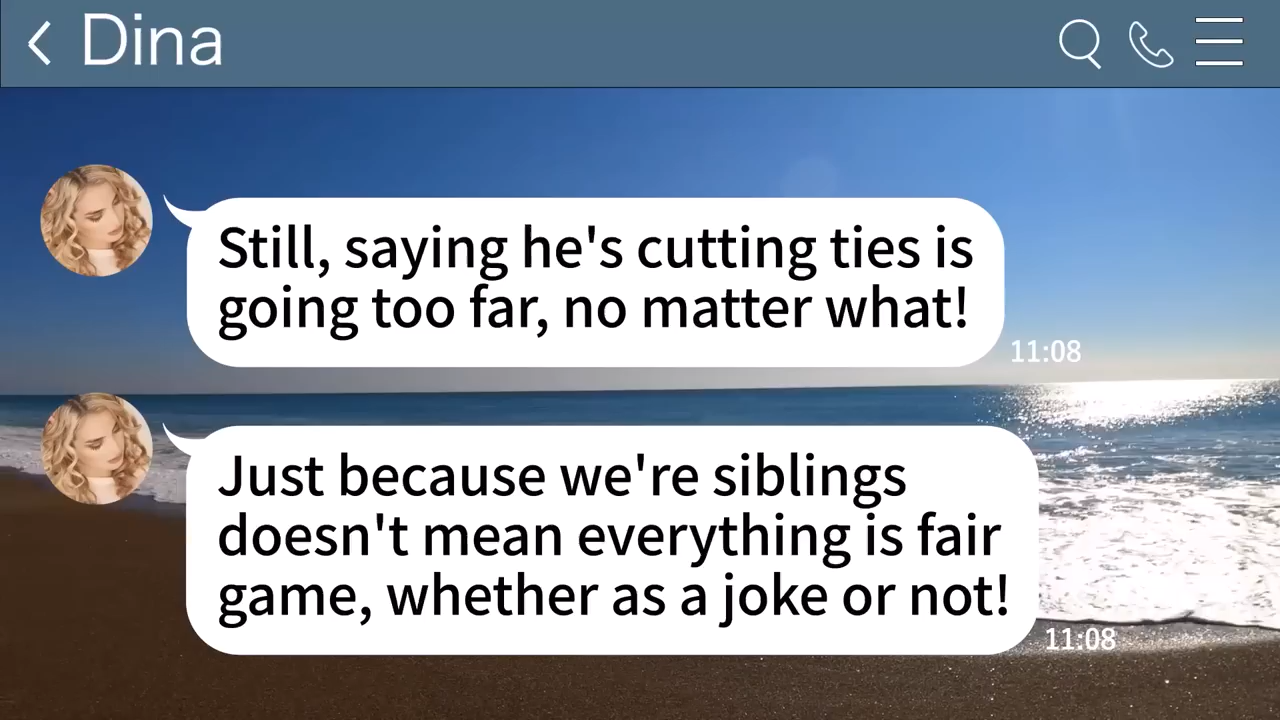 Dina
Still, saying he's cutting ties is
going too far, no matter what!
11:08
Just because we're siblings
doesn't mean everything is fair
game, whether as a joke or not!
11:08